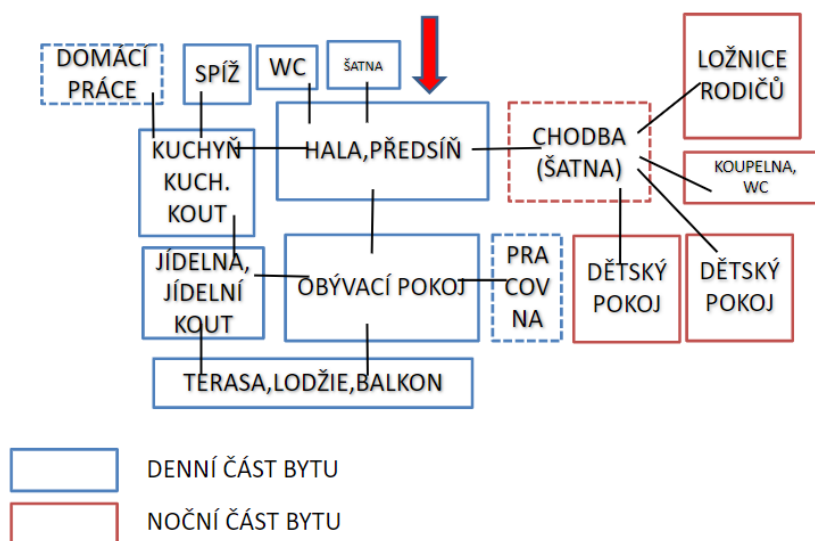 DOMÁCÍ
PRÁCE
SPÍŽ
WC
ŠATNA
LOŽNICE
RODIČŮ
KUCHYŇ
KUCH.
KOUT
HALA,PŘEDSÍŇ
CHODBA
(ŠATNA)
KOUPELNA,
WC
JÍDELNA,
JÍDELNÍ
KOUT
OBÝVACÍ POKOJ
PRA
COV
NA
DĚTSKÝ
POKOJ
DĚTSKÝ
POKOJ
TERASA,LODŽIE,BALKON
DENNÍ ČÁST BYTU
NOČNÍ ČÁST BYTU